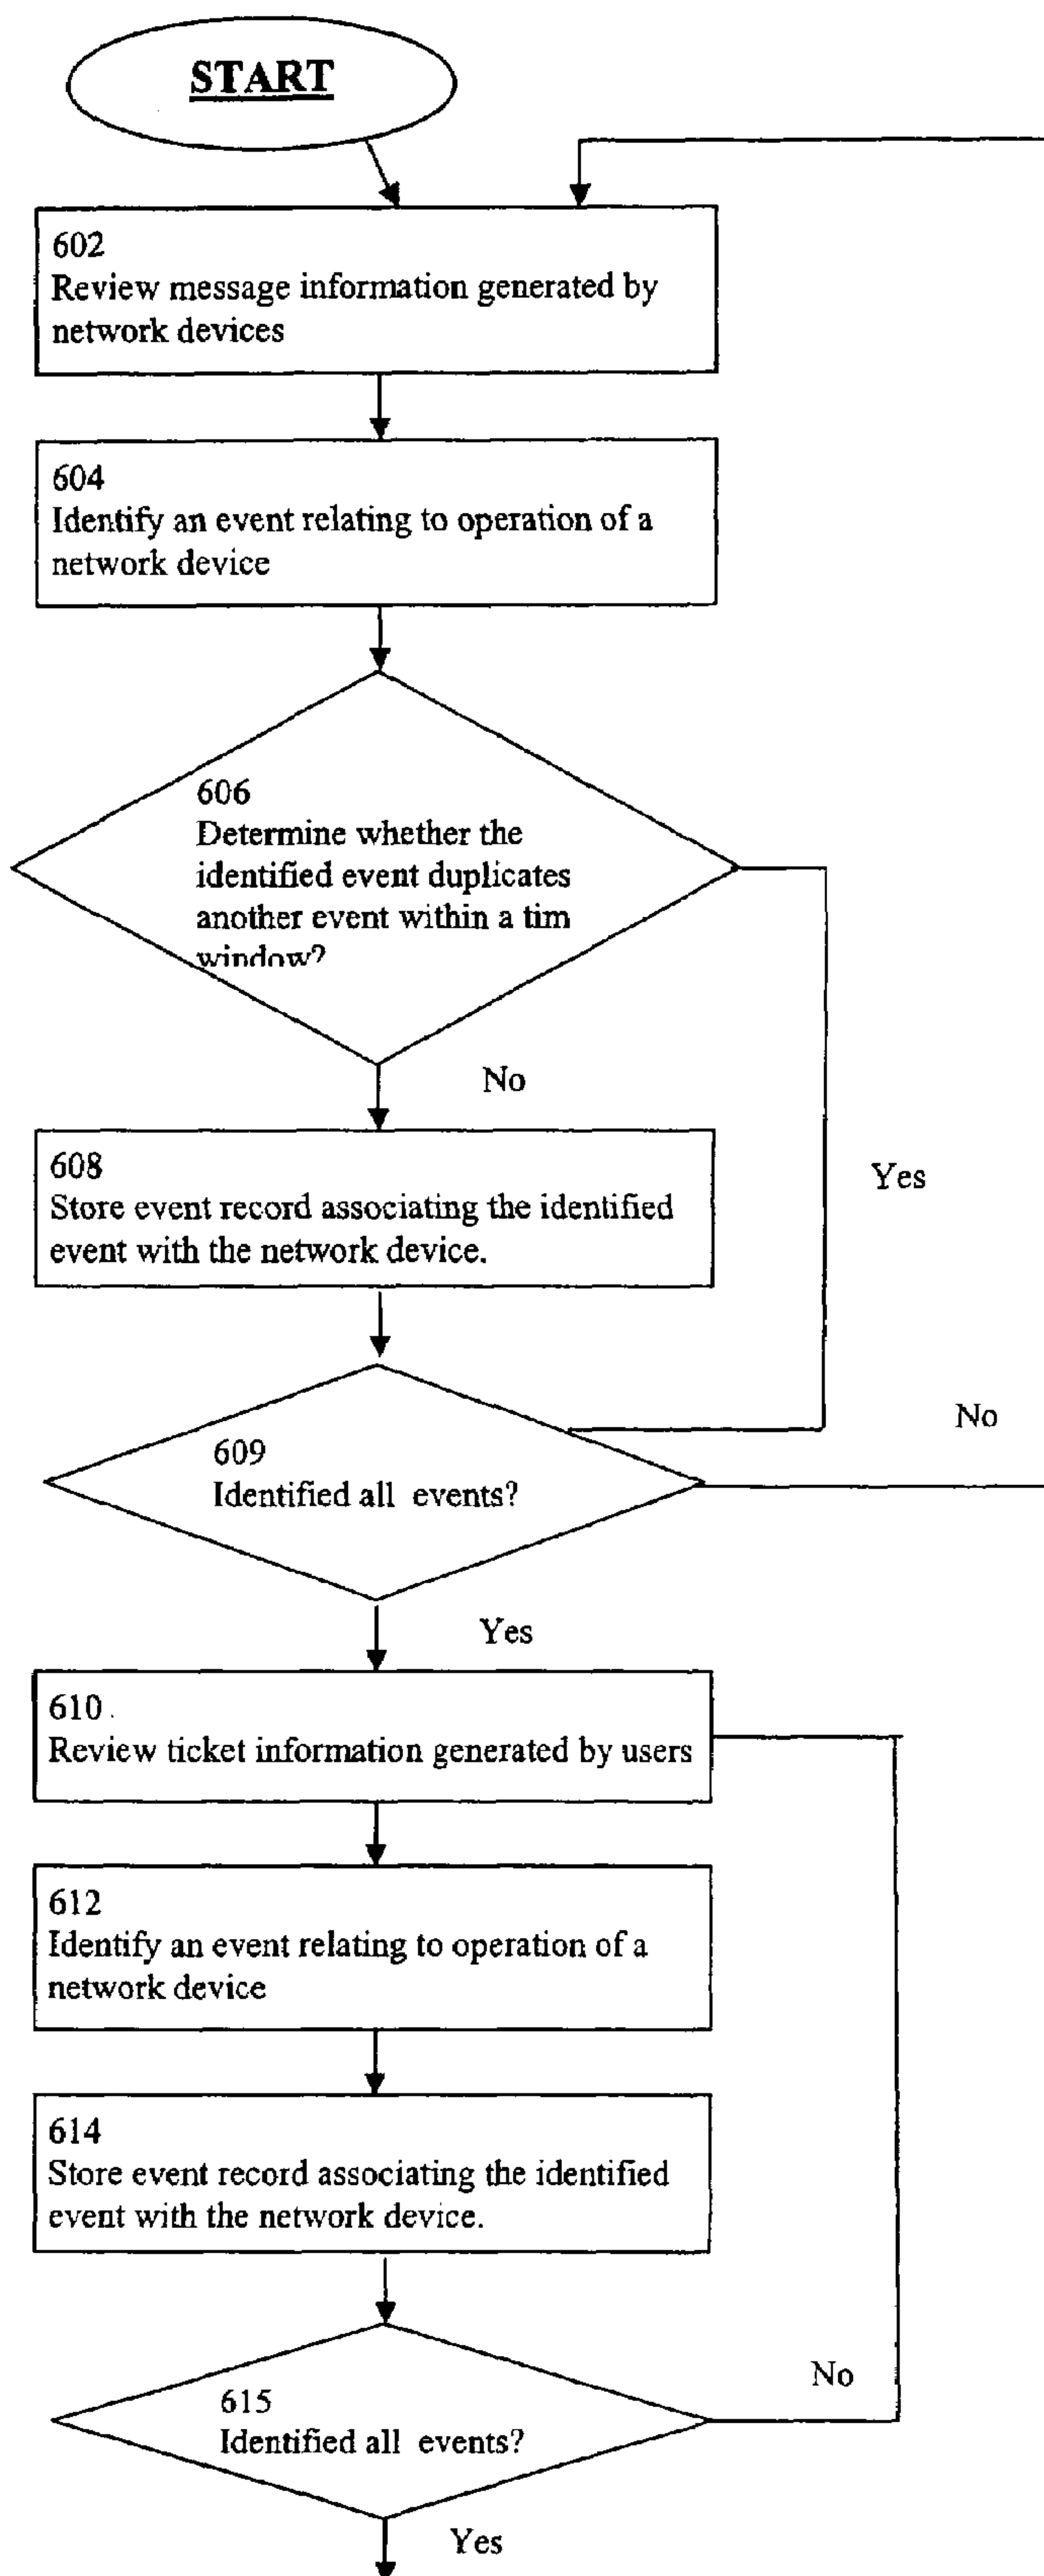 START
602
Review message information generated by
network devices
604
Identify an event relating to operation of a
network device
606
Determine whether the
identified event duplicates
another event within a tim
window?
No
608
Store event record associating the identified
event with the network device.
Yes
609
Identified all events?
No
Yes
610
Review ticket information generated by users
612
Identify an event relating to operation of a
network device
614
Store event record associating the identified
event with the network device.
615
Identified all events?
No
Yes